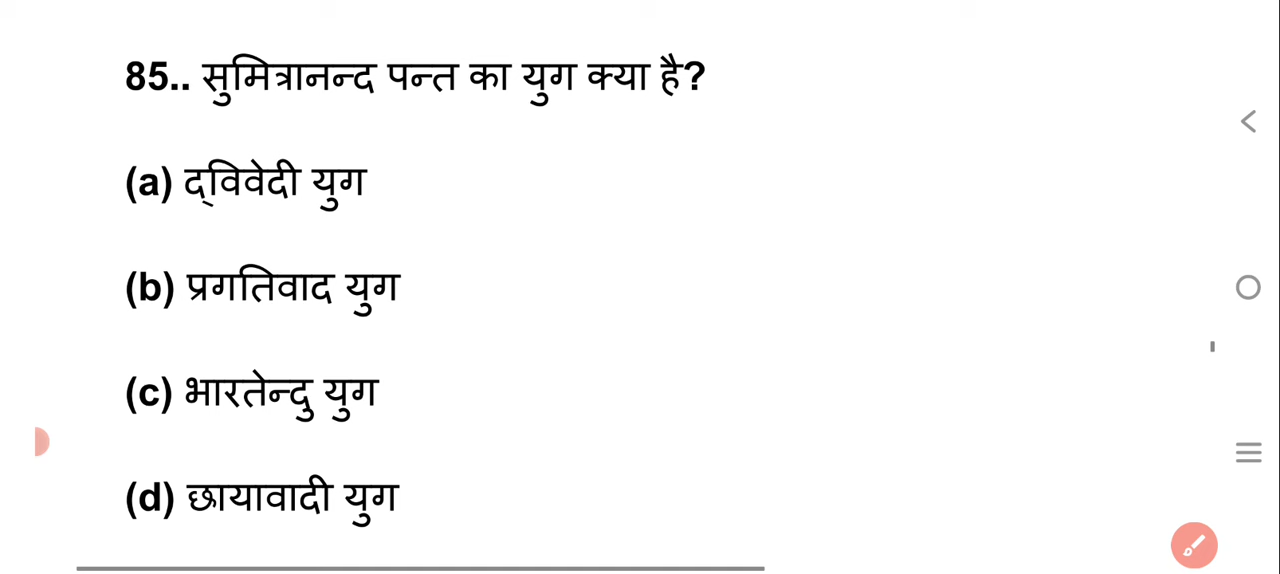 85.. सुमित्रानन्द पन्त का युग क्या है?
(a) द्‌विवेदी युग
(b) प्रगतिवाद युग
(c) भारतेन्दु युग
(d) छायावादी युग